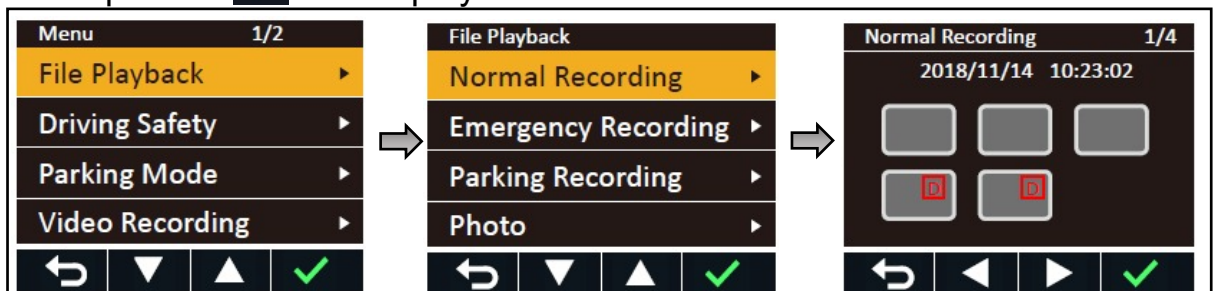 Menu 1/2
File Playback
Driving Safety
Parking Mode
Video Recording
File Playback
Normal Recording
Emergency Recording
Parking Recording
Photo
Normal Recording 1/4
2018/11/14 10:23:02
D D